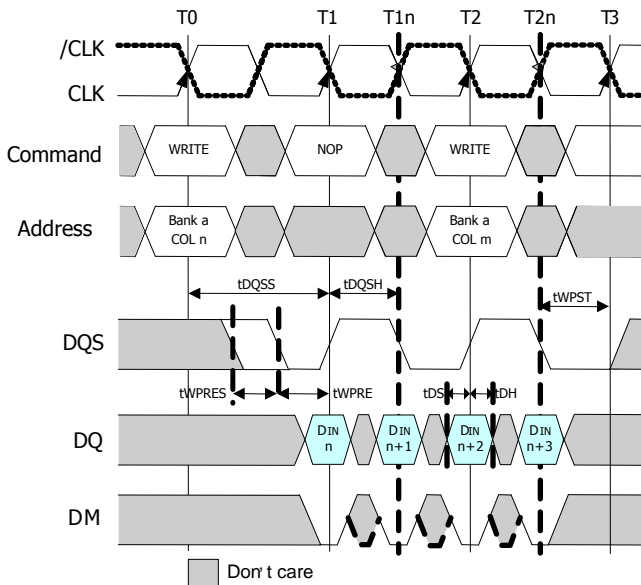 T0 T1 T1n T2 T2n T3
/CLK
CLK
Command WRITE NOP WRITE
Address Bank a COL n Bank a COL m
tDQSS tDQSH tWPST
DQS
tWPRES tWPRE tDS tDH
DQ DIN n DIN n+1 DIN n+2 DIN n+3
DM
Don't care